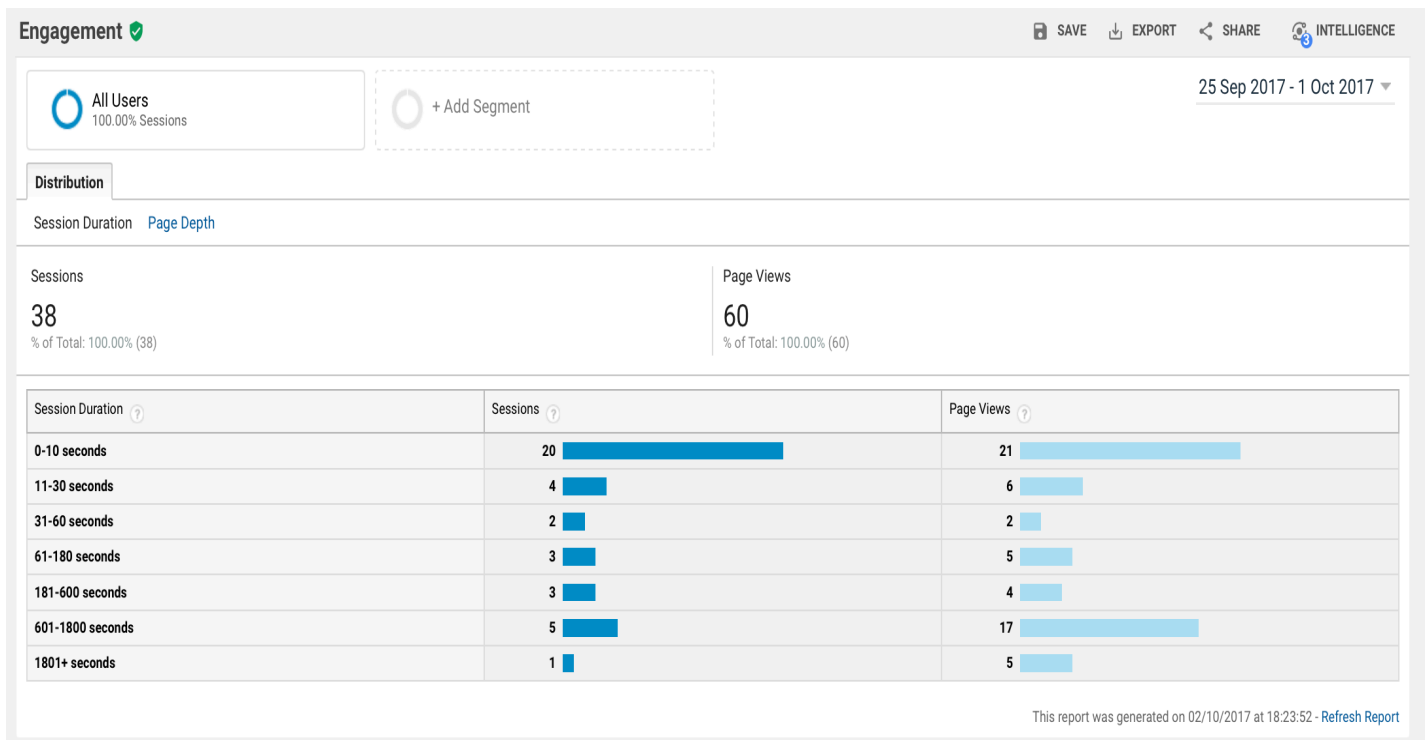 Engagement
SAVE EXPORT SHARE 3 INTELLIGENCE
All Users
100.00% Sessions
+ Add Segment
25 Sep 2017 - 1 Oct 2017
Distribution
Session Duration Page Depth
Sessions
38
% of Total: 100.00% (38)
Page Views
60
% of Total: 100.00% (60)
Session Duration ? Sessions ? Page Views ?
0-10 seconds 20 21
11-30 seconds 4 6
31-60 seconds 2 2
61-180 seconds 3 5
181-600 seconds 3 4
601-1800 seconds 5 17
1801+ seconds 1 5
This report was generated on 02/10/2017 at 18:23:52 - Refresh Report